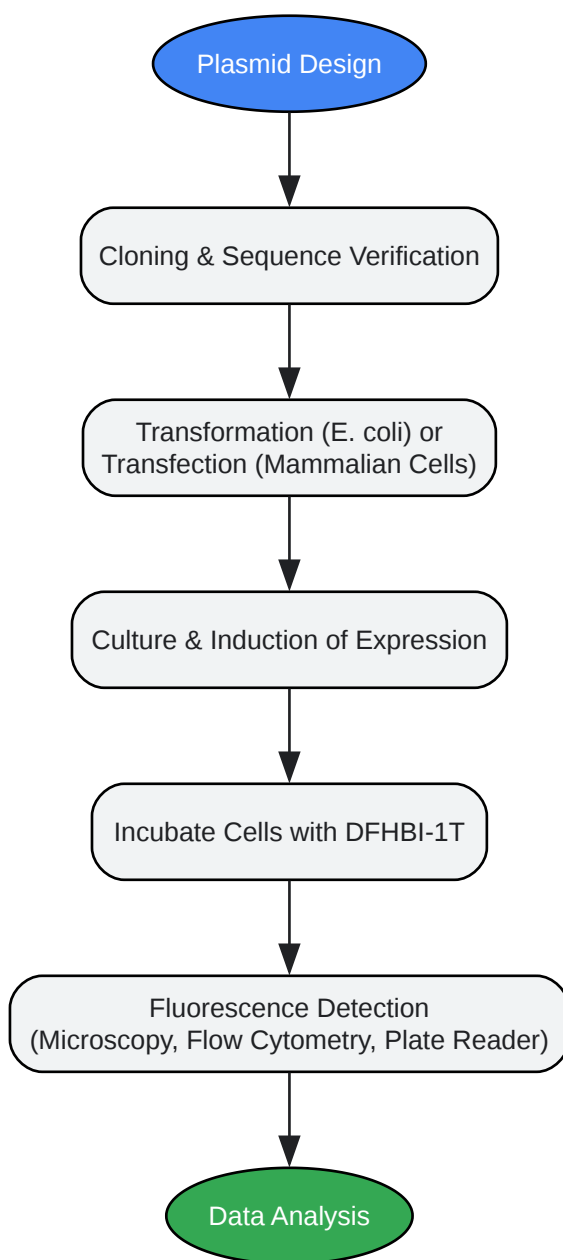 Plasmid Design
Cloning & Sequence Verification
Transformation (E. coli) or
Transfection (Mammalian Cells)
Culture & Induction of Expression
Incubate Cells with DFHBI-1T
Fluorescence Detection
(Microscopy, Flow Cytometry, Plate Reader)
Data Analysis